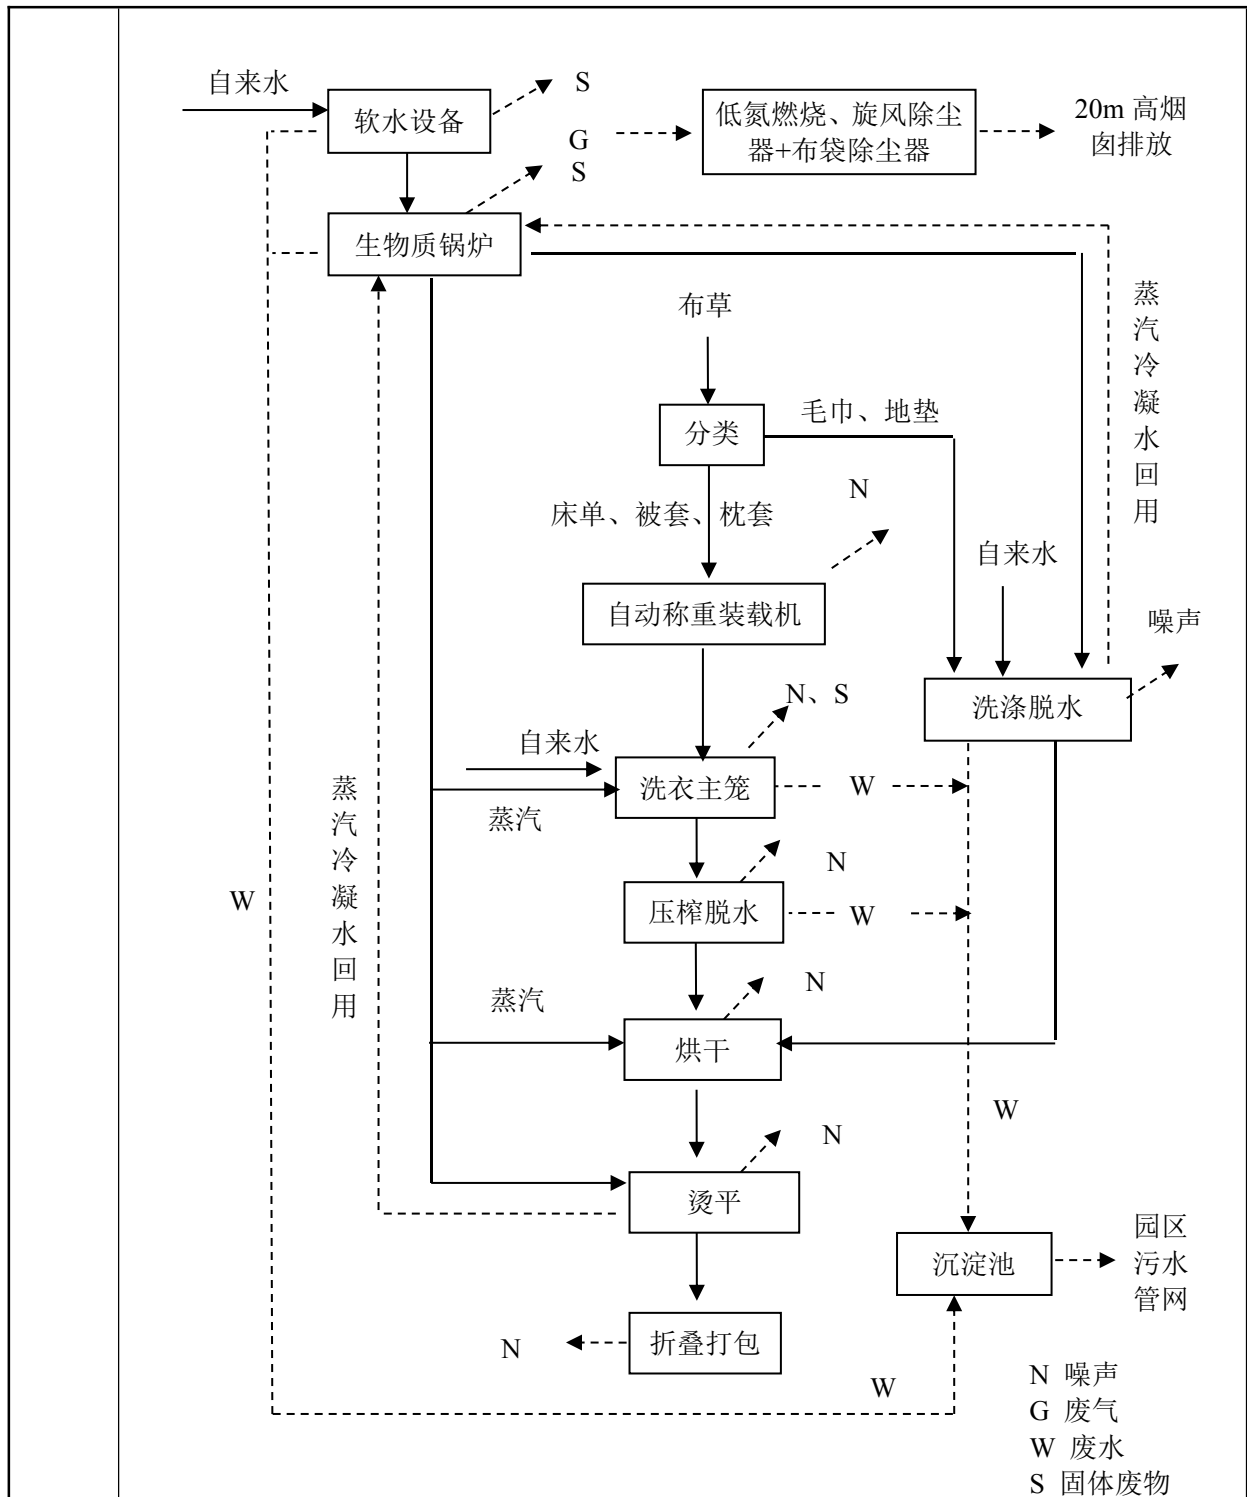 自来水
软水设备
S
G
S
低氮燃烧、旋风除尘
器+布袋除尘器
20m 高烟
囱排放
生物质锅炉
布草
分类
毛巾、地垫
床单、被套、枕套
N
自来水
蒸汽冷凝水回用
自动称重装载机
噪声
洗涤脱水
N、S
自来水
洗衣主笼
W
蒸汽
蒸汽冷凝水回用
N
W
压榨脱水
W
蒸汽
N
烘干
W
N
烫平
沉淀池
园区
污水
管网
N
折叠打包
W
N 噪声
G 废气
W 废水
S 固体废物